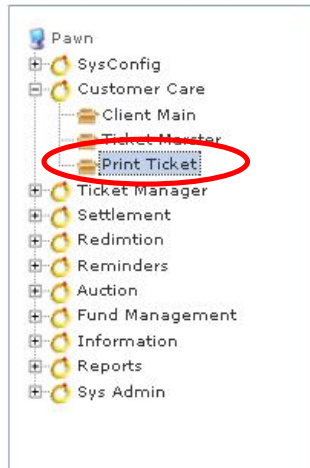 Pawn
SysConfig
Customer Care
Client Main
Ticket Marster
Print Ticket
Ticket Manager
Settlement
Redimtion
Reminders
Auction
Fund Management
Information
Reports
Sys Admin